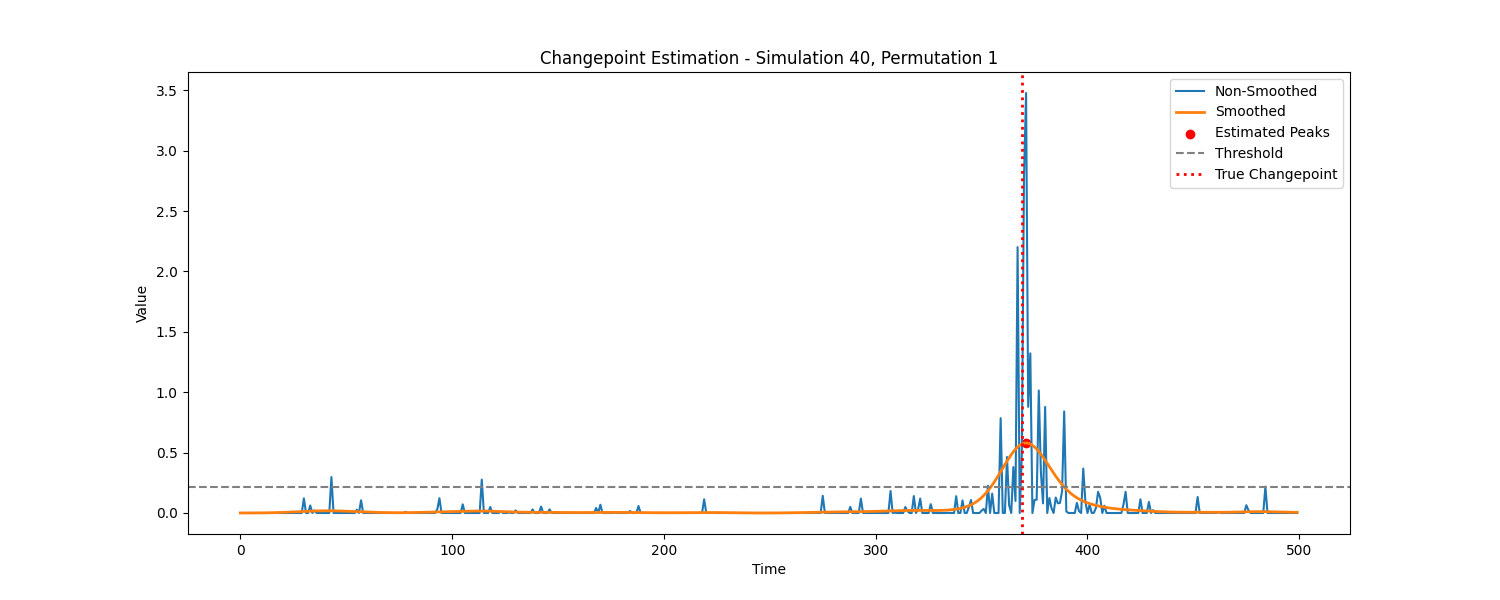 Changepoint Estimation - Simulation 40, Permutation 1
3.5
3.0
2.5
2.0
1.5
1.0
0.5
0.0
Value
0 100 200 300 400 500
Time
Non-Smoothed
Smoothed
Estimated Peaks
Threshold
True Changepoint